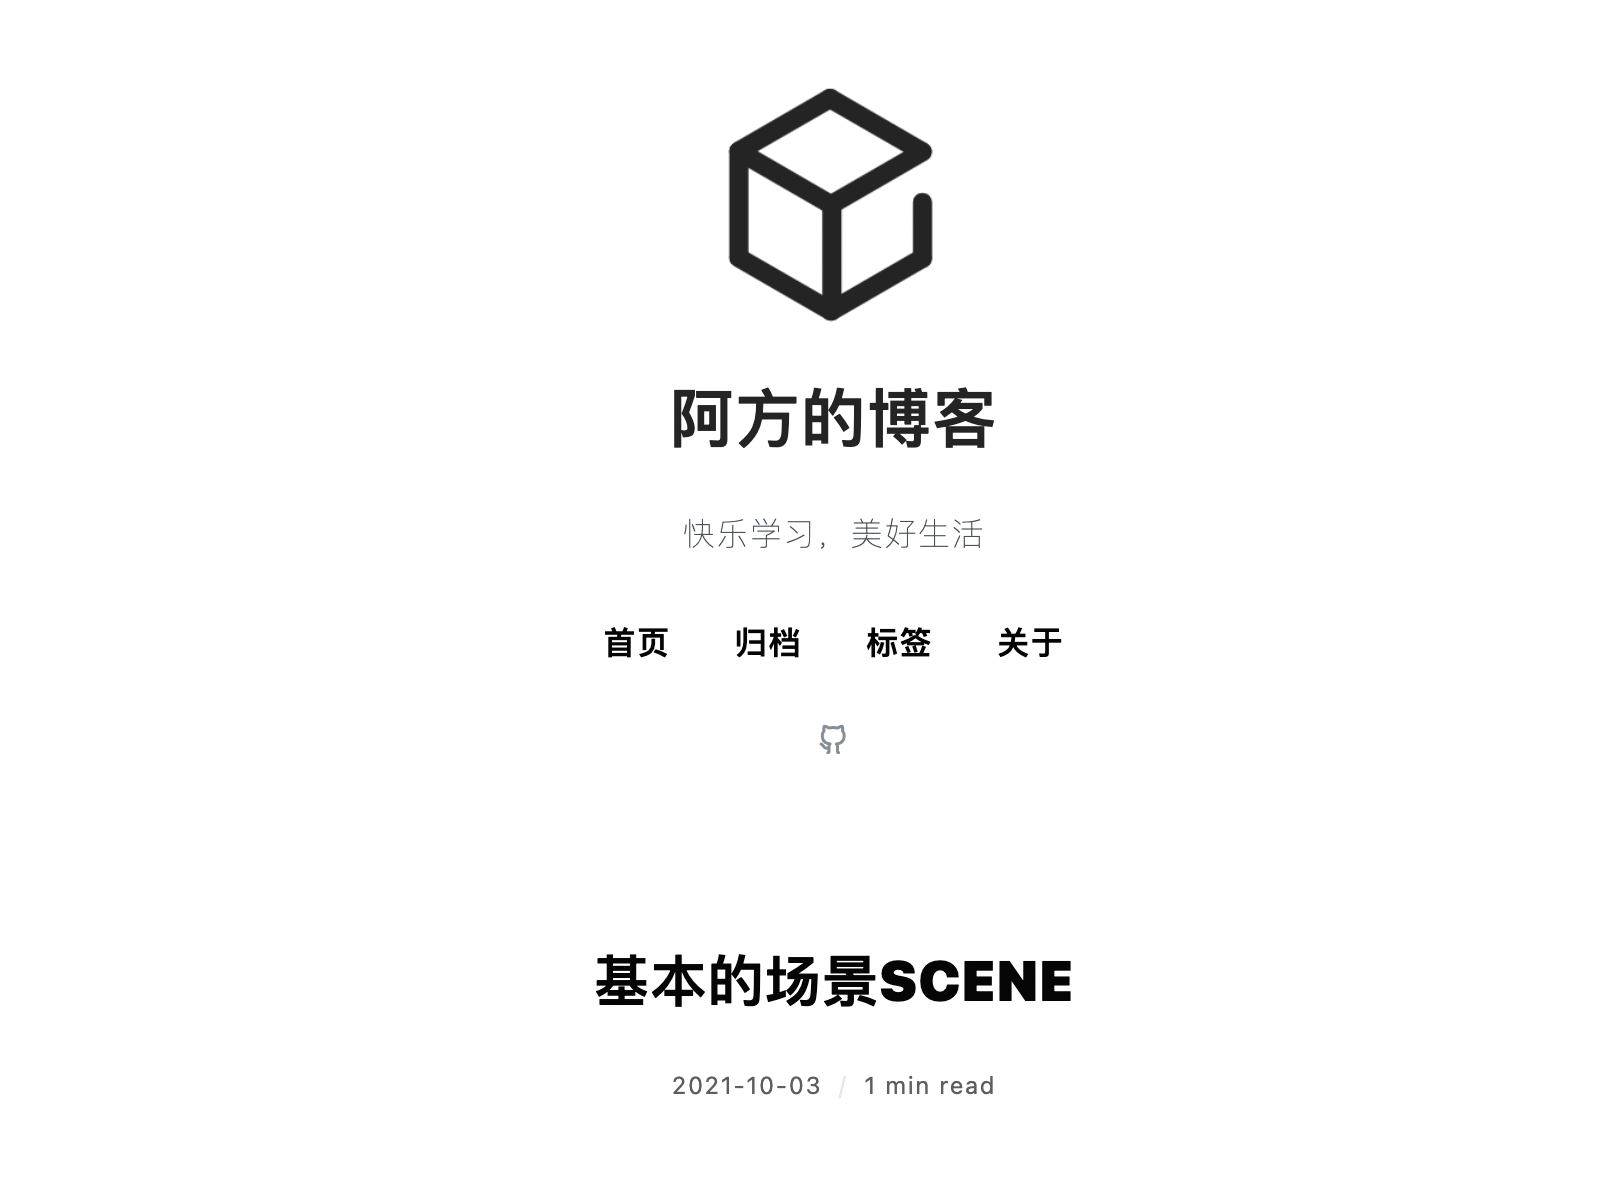 阿方的博客
快乐学习，美好生活
首页 归档 标签 关于
基本的场景SCENE
2021-10-03 / 1 min read